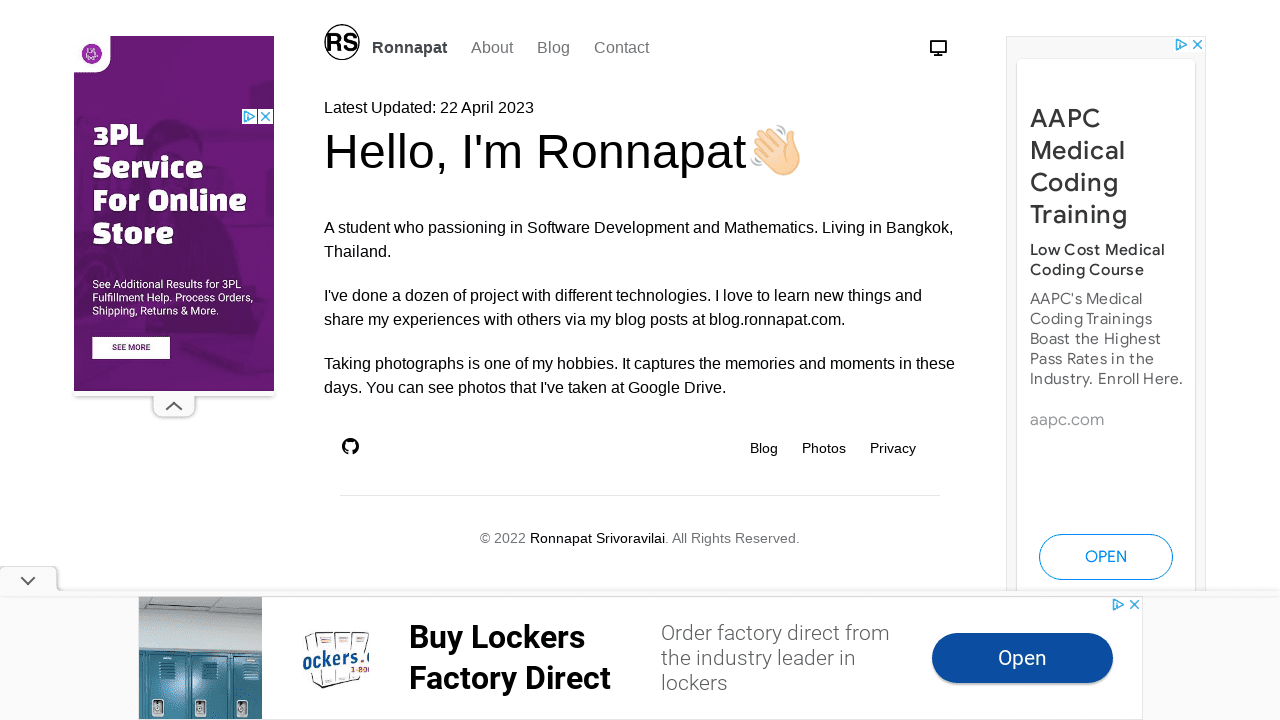 RS
Ronnapat About Blog Contact
Latest Updated: 22 April 2023
Hello, I'm Ronnapat👋🏻
A student who passioning in Software Development and Mathematics. Living in Bangkok,
Thailand.
I've done a dozen of project with different technologies. I love to learn new things and
share my experiences with others via my blog posts at blog.ronnapat.com.
Taking photographs is one of my hobbies. It captures the memories and moments in these
days. You can see photos that I've taken at Google Drive.
Blog Photos Privacy
© 2022 Ronnapat Srivoravilai. All Rights Reserved.
3PL
Service
For Online
Store
See Additional Results for 3PL
Fulfillment Help. Process Orders,
Shipping, Returns & More.
SEE MORE
AAPC
Medical
Coding
Training
Low Cost Medical
Coding Course
AAPC's Medical
Coding Trainings
Boast the Highest
Pass Rates in the
Industry. Enroll Here.
aapc.com
OPEN
ockers.
1-80
Buy Lockers
Factory Direct
Order factory direct from
the industry leader in
lockers
Open